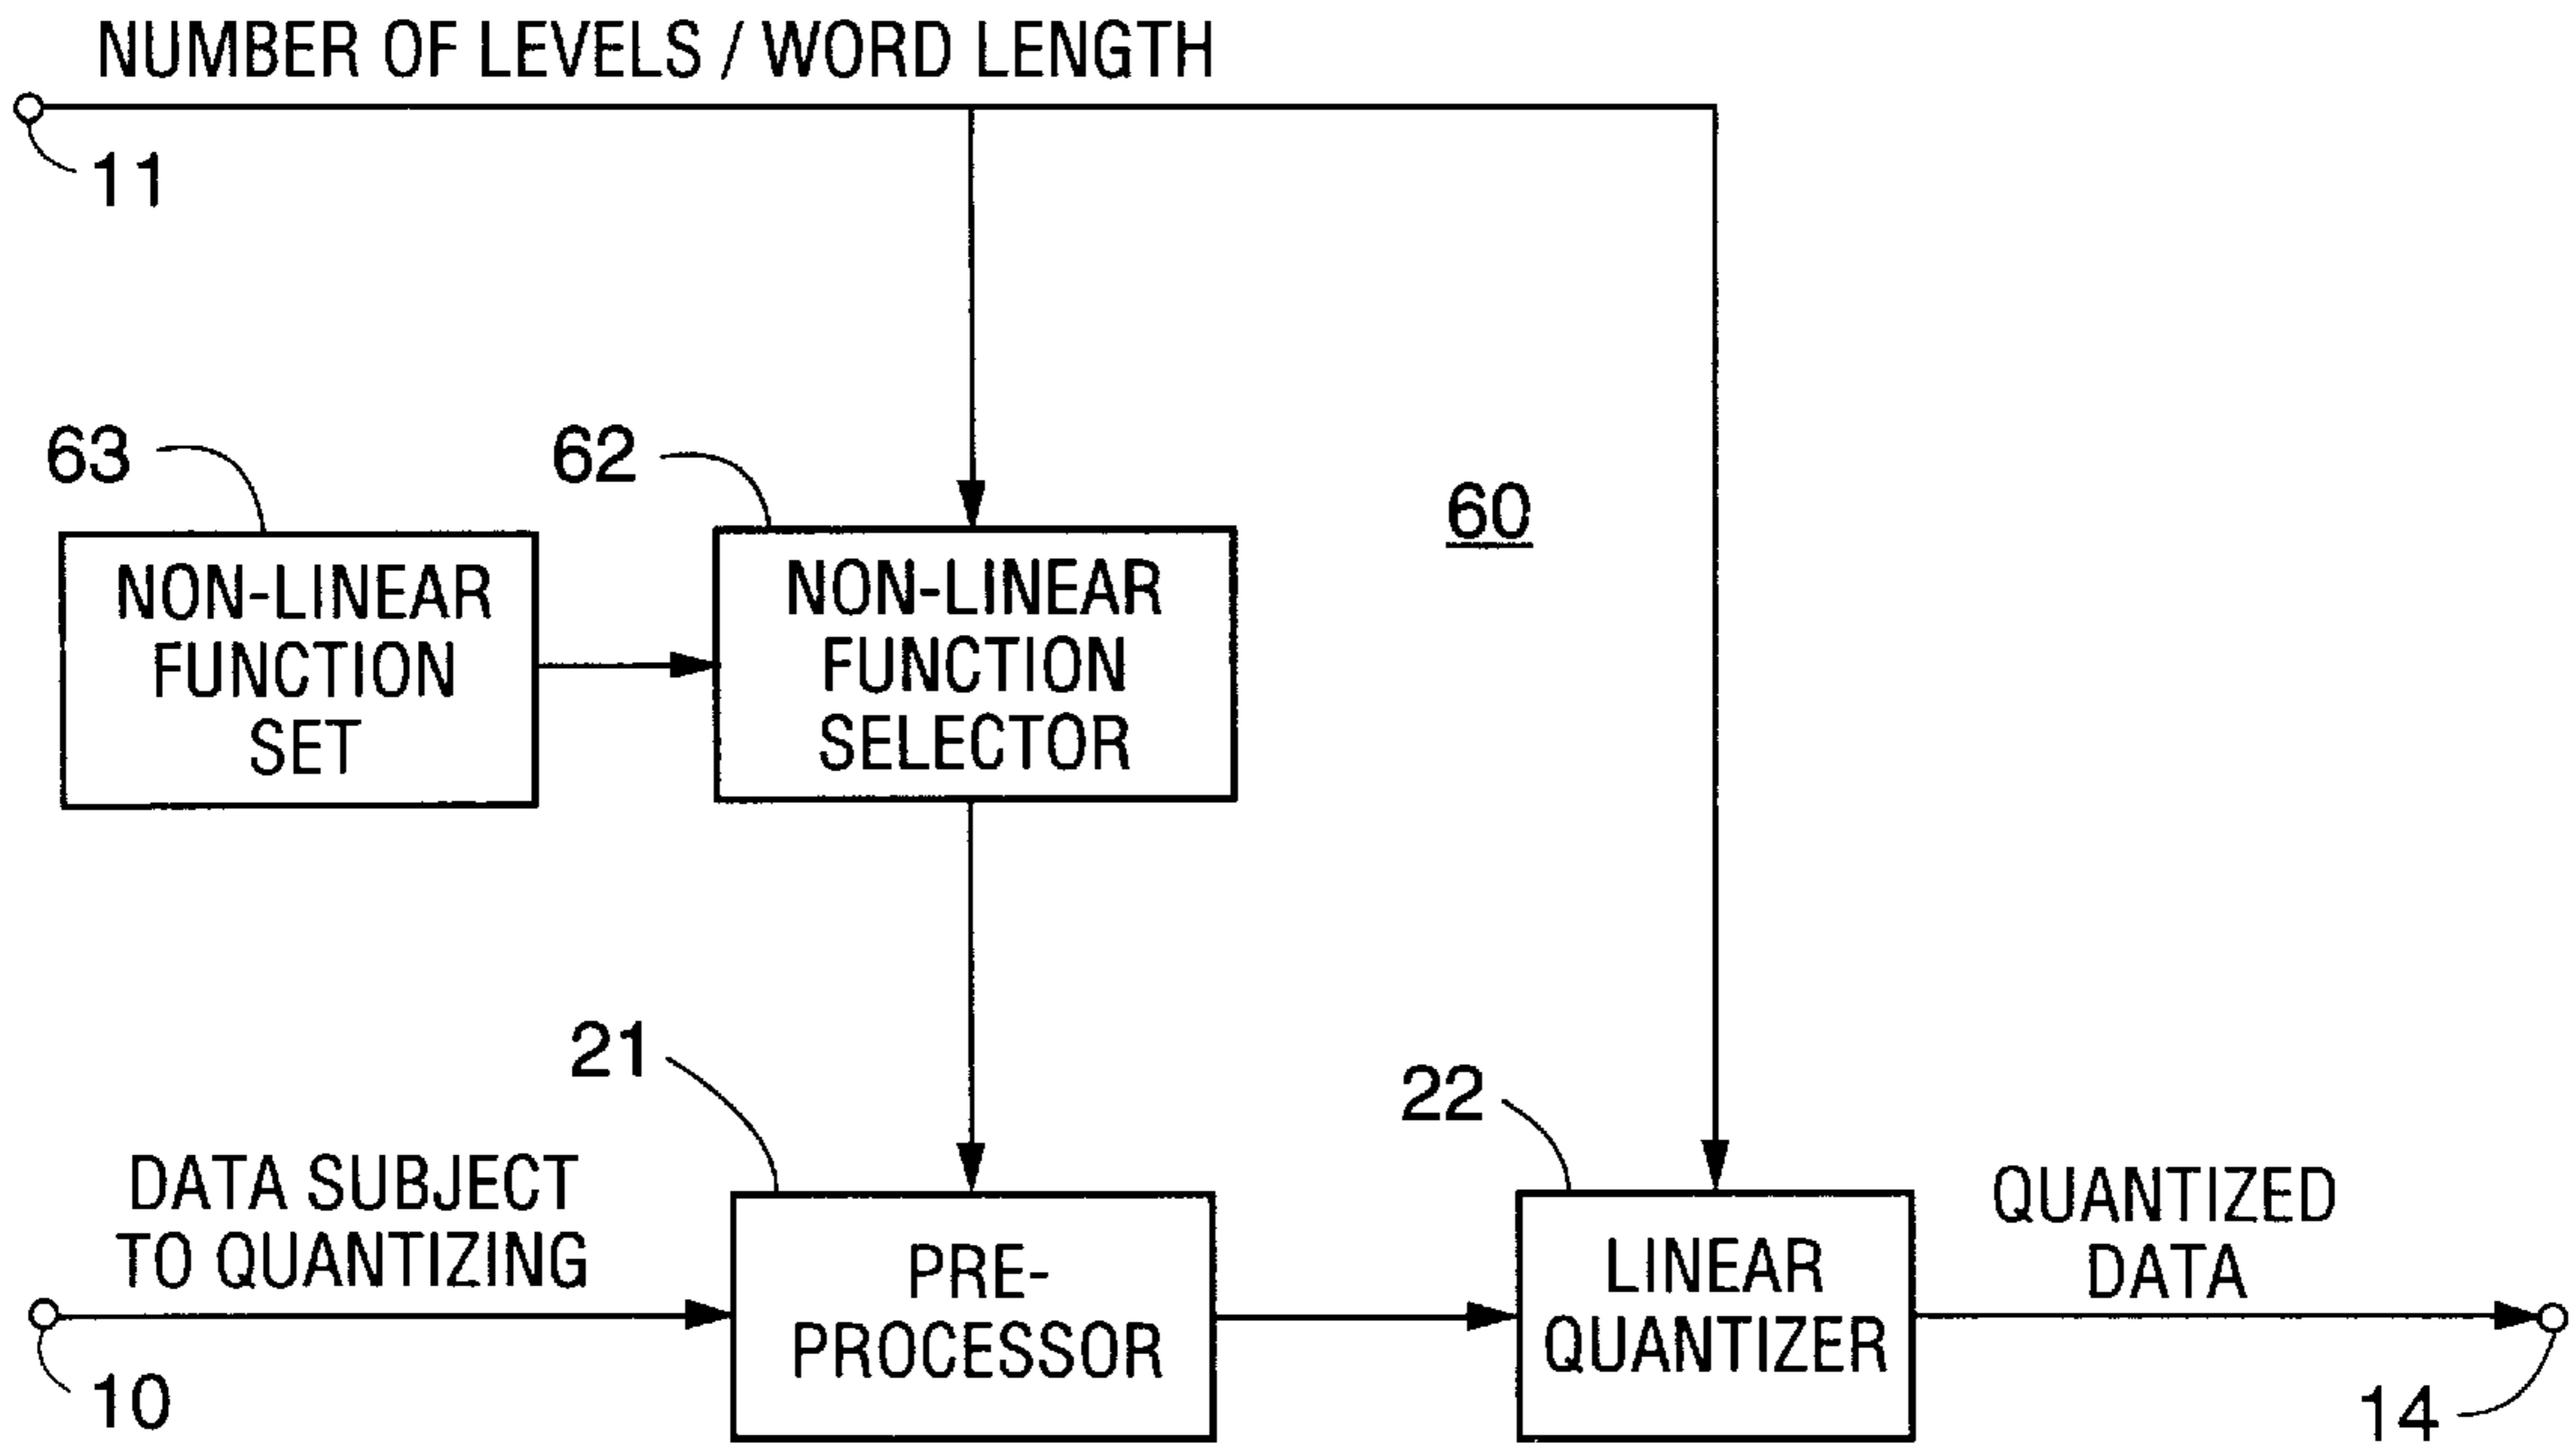 NUMBER OF LEVELS / WORD LENGTH
11
63
62
60
NON-LINEAR
FUNCTION
SET
NON-LINEAR
FUNCTION
SELECTOR
21
22
DATA SUBJECT
TO QUANTIZING
PRE-
PROCESSOR
LINEAR
QUANTIZER
QUANTIZED
DATA
10
14